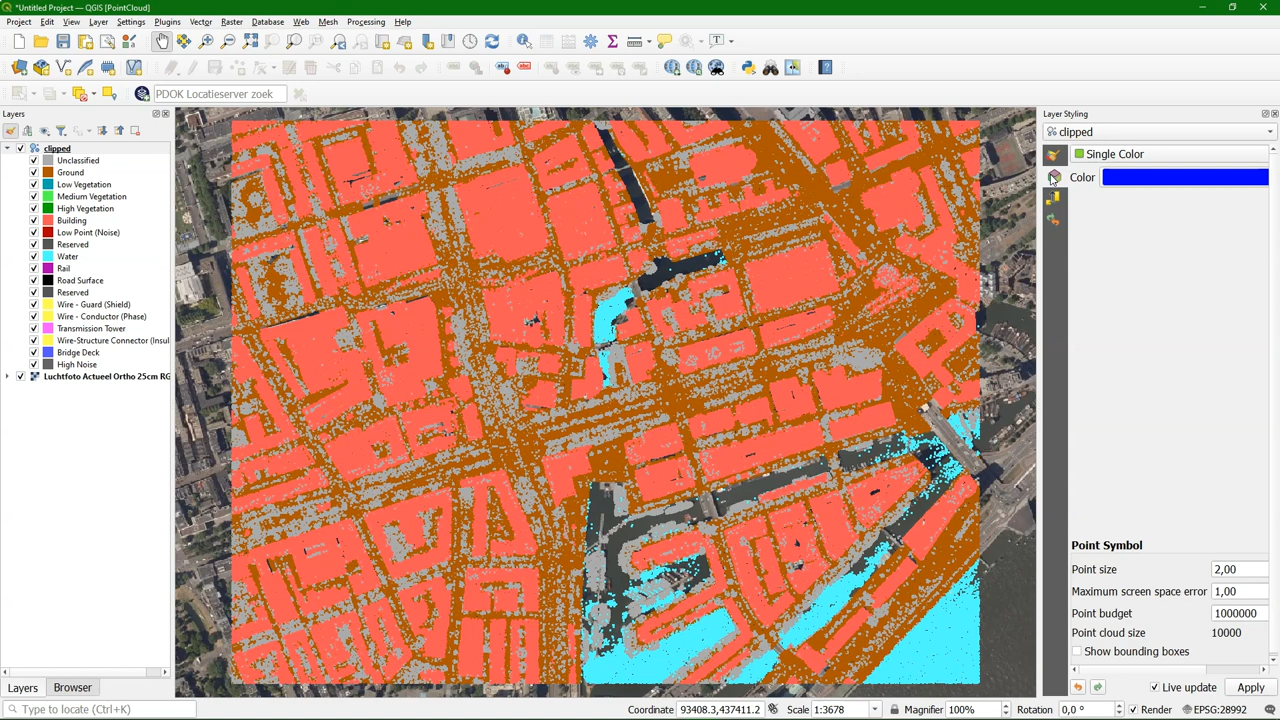 *Untitled Project — QGIS [PointCloud]
Project Edit View Layer Settings Plugins Vector Raster Database Web Mesh Processing Help
PDOK Locatieserver zoek
Layers
clipped
Unclassified
Ground
Low Vegetation
Medium Vegetation
High Vegetation
Building
Low Point (Noise)
Reserved
Water
Rail
Road Surface
Reserved
Wire - Guard (Shield)
Wire - Conductor (Phase)
Transmission Tower
Wire-Structure Connector (Insul
Bridge Deck
High Noise
Luchtfoto Actueel Ortho 25cm RG
Layers Browser
Layer Styling
clipped
Single Color
Color
Point Symbol
Point size 2,00
Maximum screen space error 1,00
Point budget 1000000
Point cloud size 10000
Show bounding boxes
Live update Apply
Type to locate (Ctrl+K) Coordinate 93408.3,437411.2 Scale 1:3678 Magnifier 100% Rotation 0,0 ° Render EPSG:28992